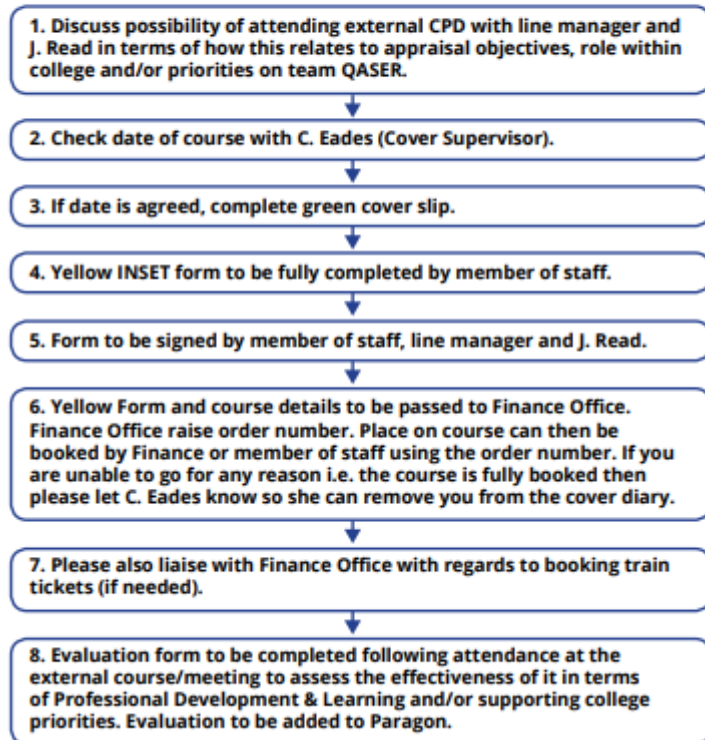 1. Discuss possibility of attending external CPD with line manager and
J. Read in terms of how this relates to appraisal objectives, role within
college and/or priorities on team QASER.
2. Check date of course with C. Eades (Cover Supervisor).
3. If date is agreed, complete green cover slip.
4. Yellow INSET form to be fully completed by member of staff.
5. Form to be signed by member of staff, line manager and J. Read.
6. Yellow Form and course details to be passed to Finance Office.
Finance Office raise order number. Place on course can then be
booked by Finance or member of staff using the order number. If you
are unable to go for any reason i.e. the course is fully booked then
please let C. Eades know so she can remove you from the cover diary.
7. Please also liaise with Finance Office with regards to booking train
tickets (if needed).
8. Evaluation form to be completed following attendance at the
external course/meeting to assess the effectiveness of it in terms
of Professional Development & Learning and/or supporting college
priorities. Evaluation to be added to Paragon.